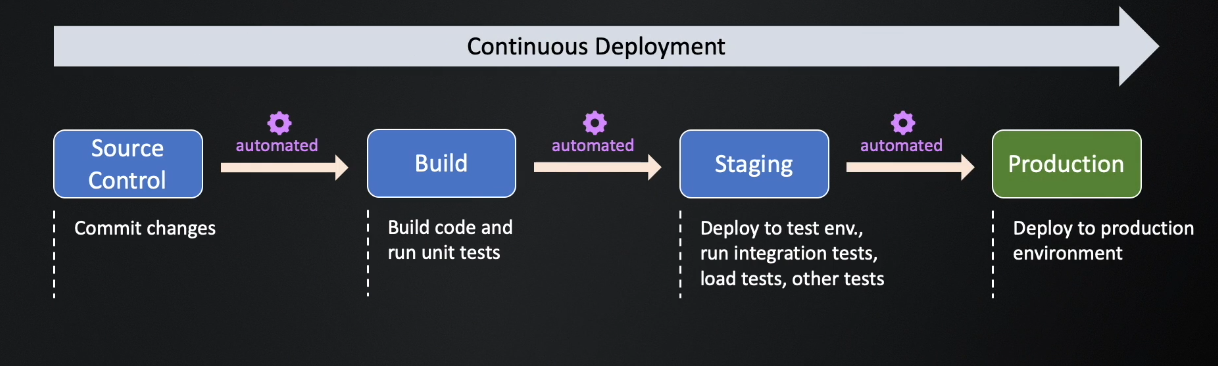 Continuous Deployment
automated
automated
automated
Source
Control
Build
Staging
Production
Commit changes
Build code and
run unit tests
Deploy to test env.,
run integration tests,
load tests, other tests
Deploy to production
environment